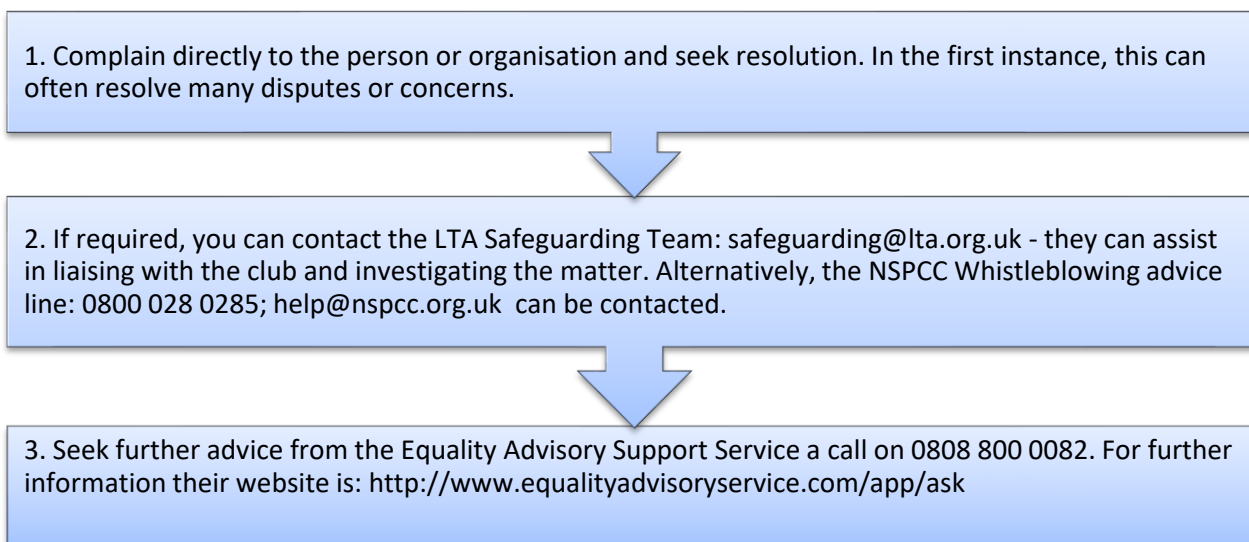 1. Complain directly to the person or organisation and seek resolution. In the first instance, this can
often resolve many disputes or concerns.
2. If required, you can contact the LTA Safeguarding Team: safeguarding@lta.org.uk - they can assist
in liaising with the club and investigating the matter. Alternatively, the NSPCC Whistleblowing advice
line: 0800 028 0285; help@nspcc.org.uk can be contacted.
3. Seek further advice from the Equality Advisory Support Service a call on 0808 800 0082. For further
information their website is: http://www.equalityadvisoryservice.com/app/ask